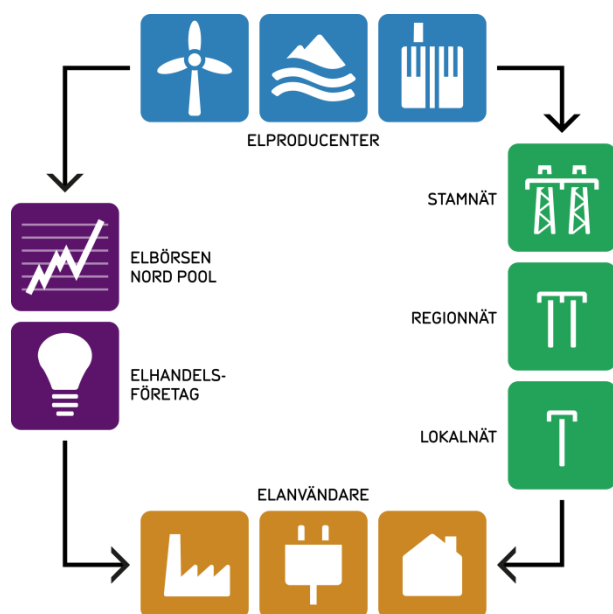 ELPRODUCENTER
STAMNÄT
ELBÖRSEN
NORD POOL
REGIONNÄT
ELHANDELS-
FÖRETAG
LOKALNÄT
ELANVÄNDARE